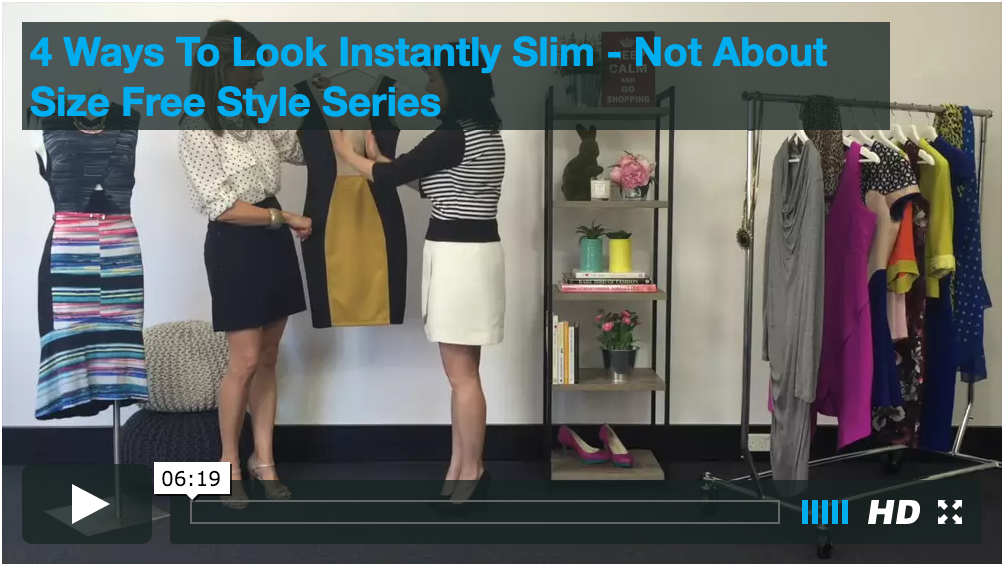 4 Ways To Look Instantly Slim - Not About
Size Free Style Series
KEEP
CALM
AND
GO
SHOPPING
06:19
HD